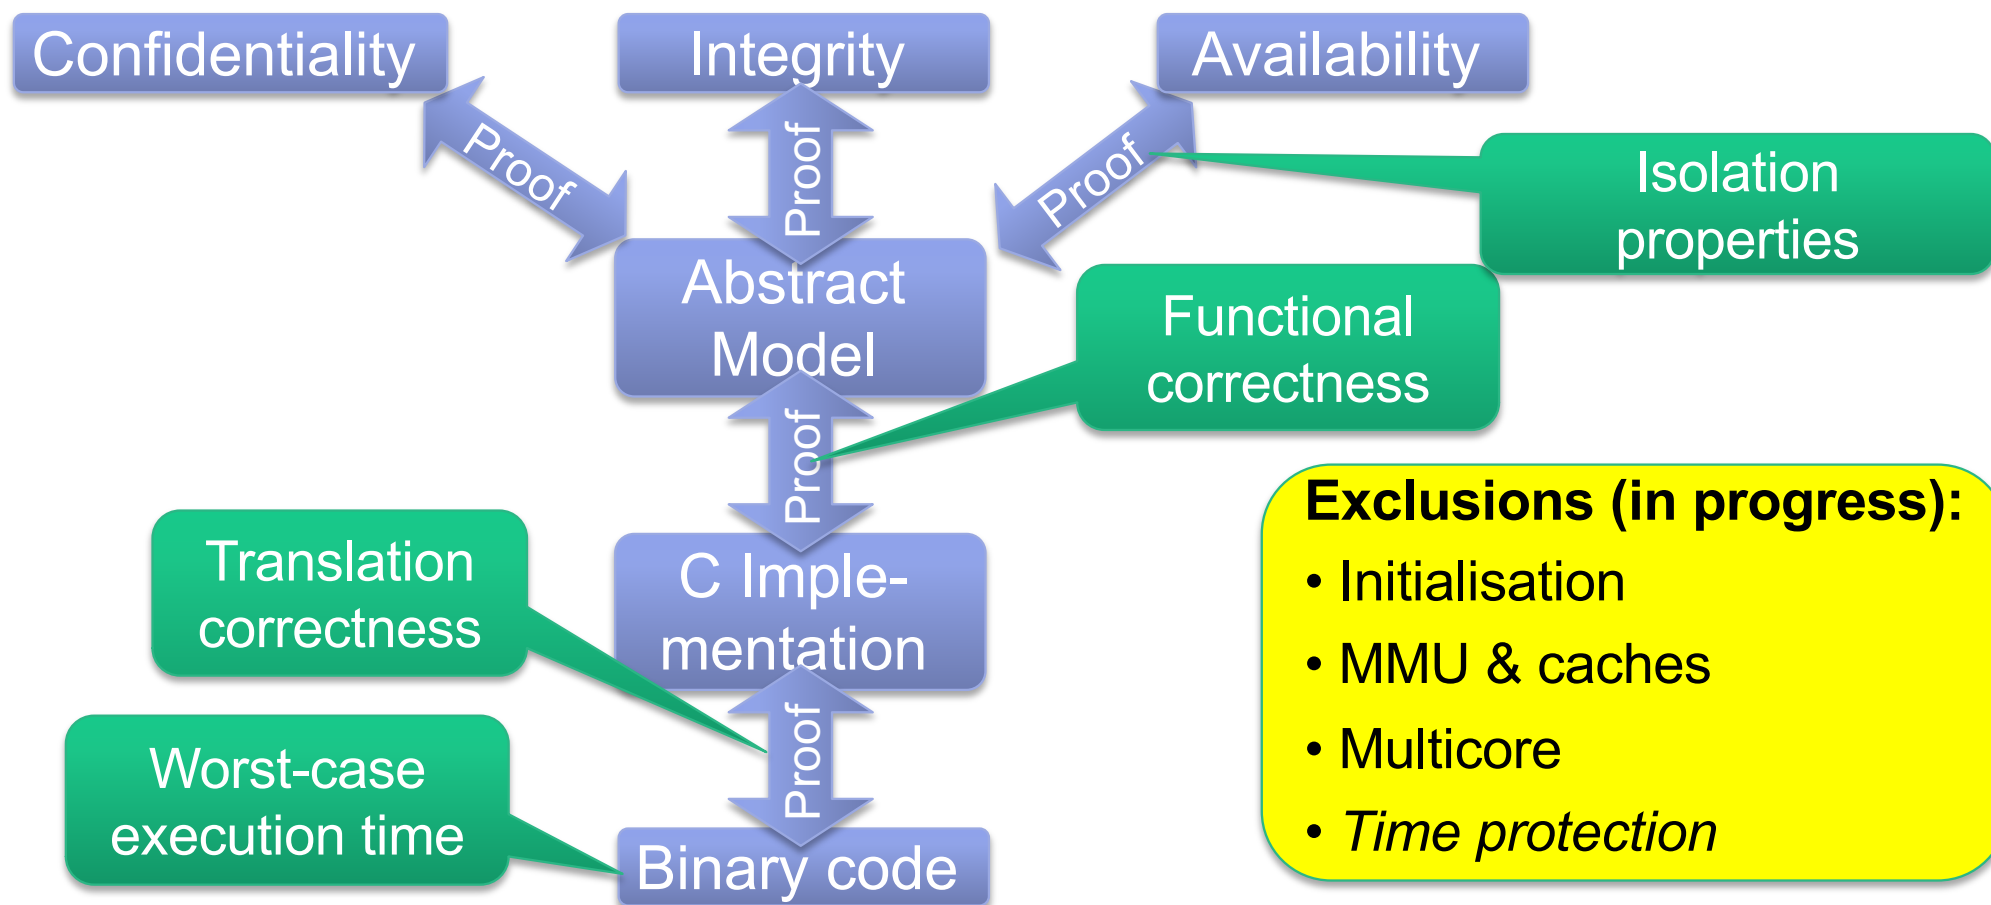 Confidentiality
Integrity
Availability
Proof
Proof
Proof
Isolation
properties
Abstract
Model
Functional
correctness
Proof
Exclusions (in progress):
• Initialisation
• MMU & caches
• Multicore
• Time protection
Translation
correctness
C Imple-
mentation
Proof
Worst-case
execution time
Binary code